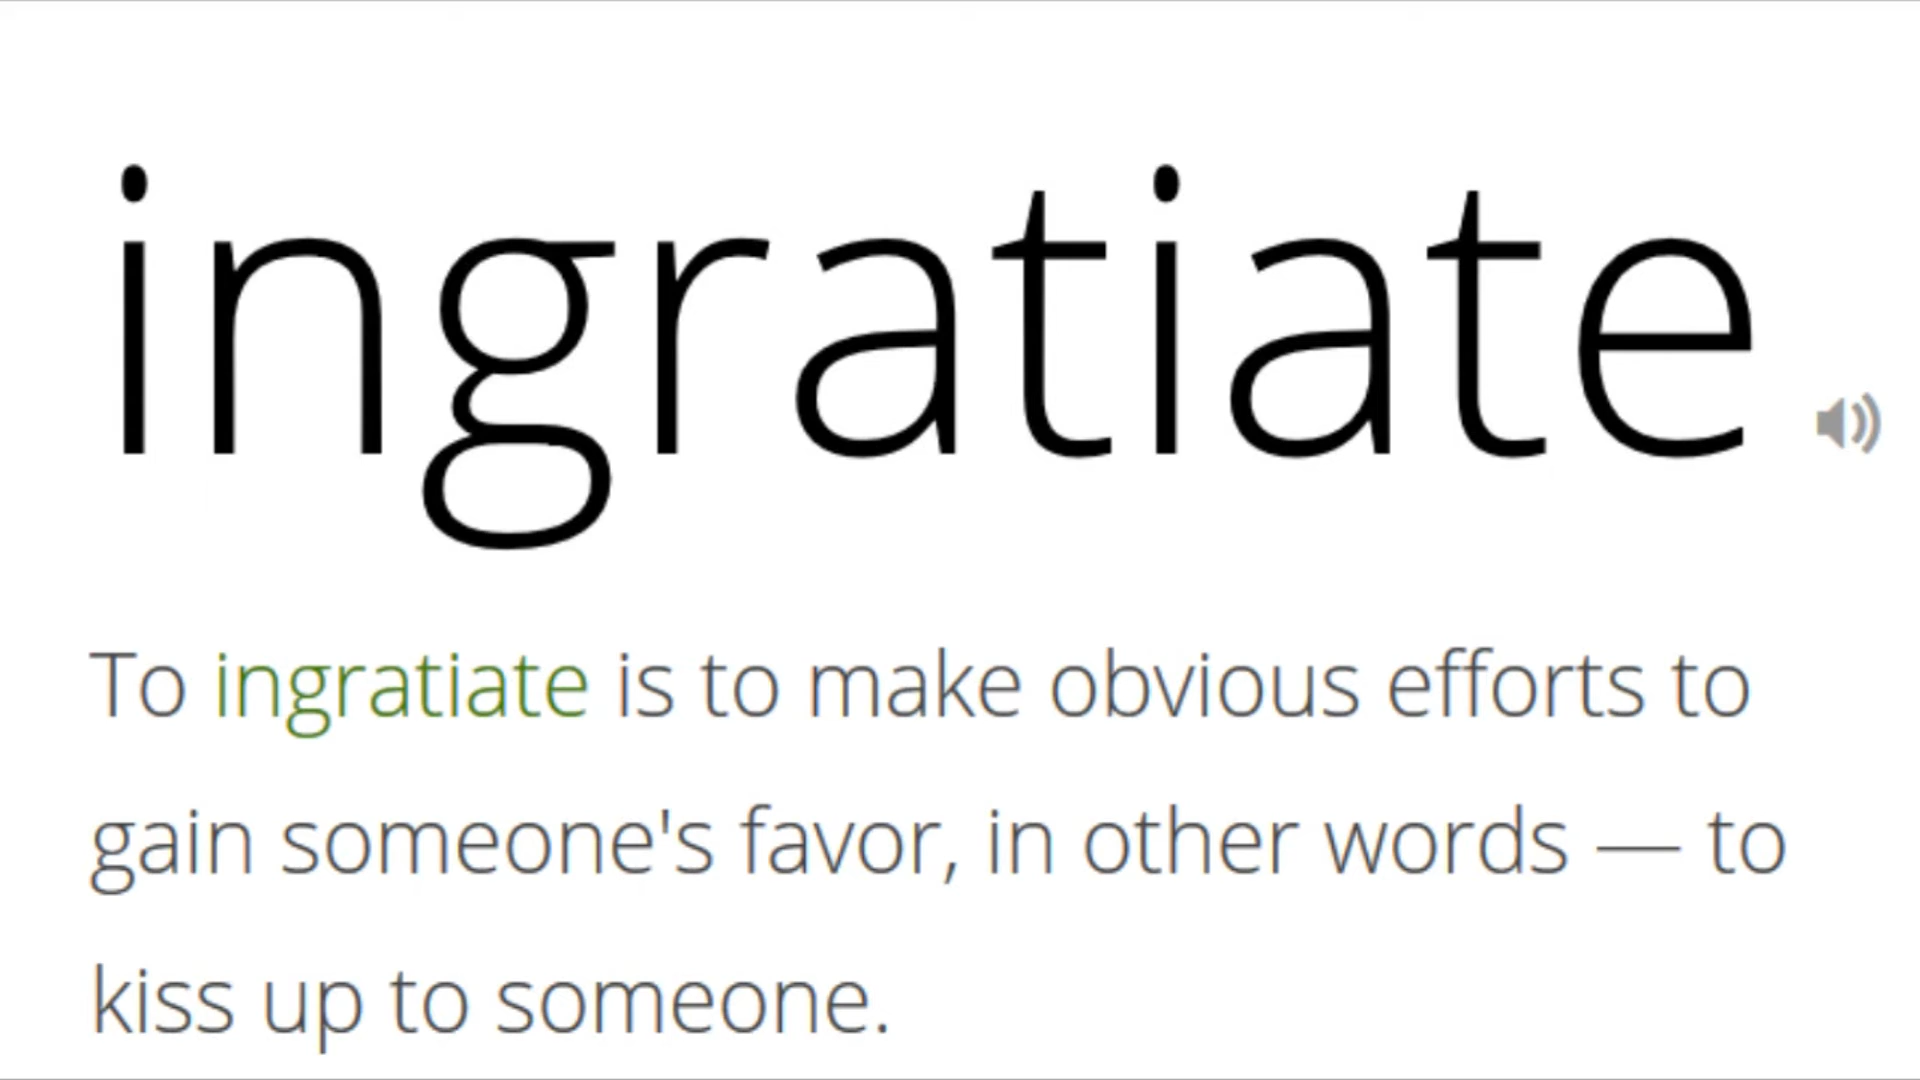 ingratiate
To ingratiate is to make obvious efforts to
gain someone's favor, in other words — to
kiss up to someone.